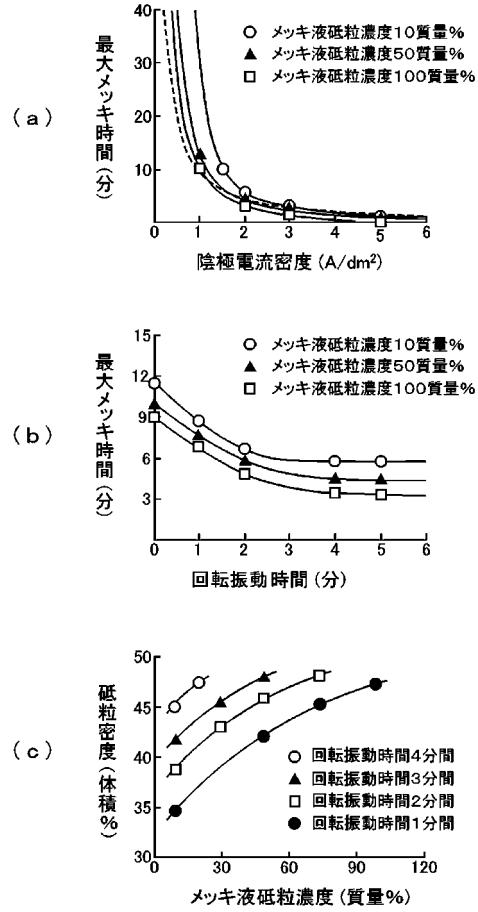 (a)
最大メッキ時間(分)
40
30
20
10
0 1 2 3 4 5 6
陰極電流密度(A/dm²)
メッキ液砥粒濃度10質量%
メッキ液砥粒濃度50質量%
メッキ液砥粒濃度100質量%
(b)
最大メッキ時間(分)
15
12
9
6
3
0 1 2 3 4 5 6
回転振動時間(分)
メッキ液砥粒濃度10質量%
メッキ液砥粒濃度50質量%
メッキ液砥粒濃度100質量%
(c)
砥粒密度(体積%)
50
45
40
35
30
0 30 60 90 120
メッキ液砥粒濃度(質量%)
回転振動時間4分間
回転振動時間3分間
回転振動時間2分間
回転振動時間1分間